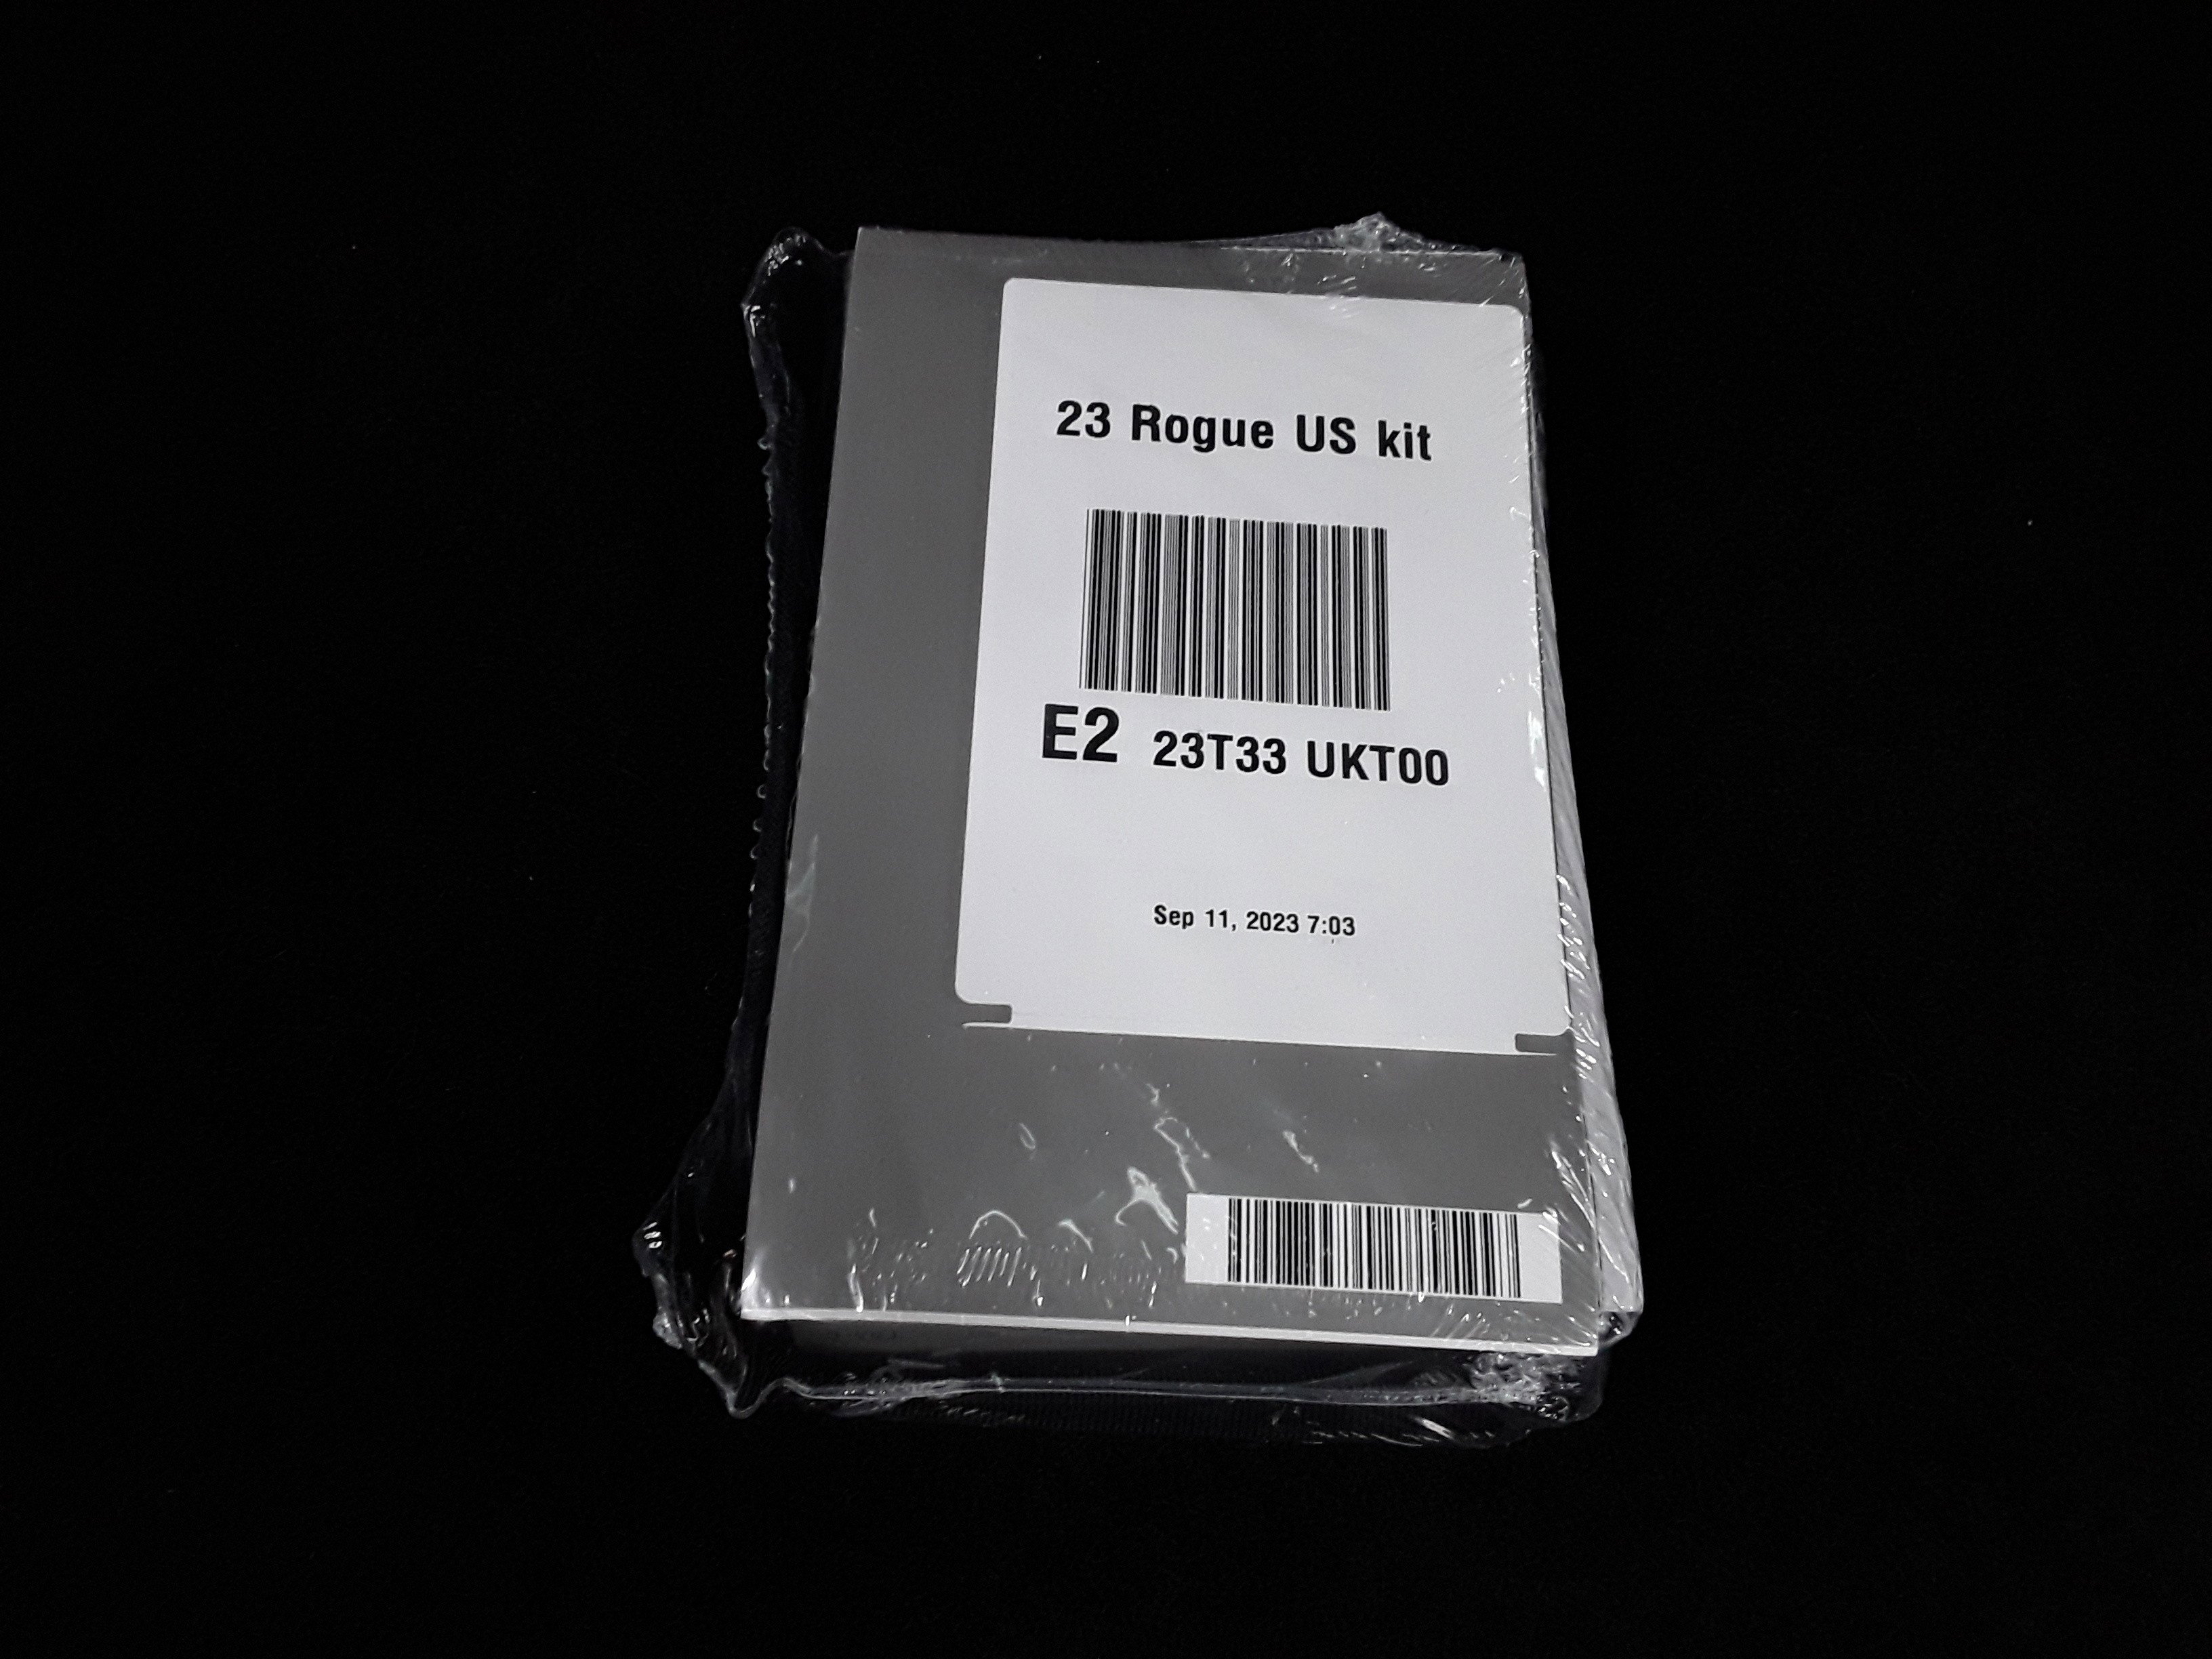 23 Rogue US kit
E2 23T33 UKT00
Sep 11, 2023 7:03